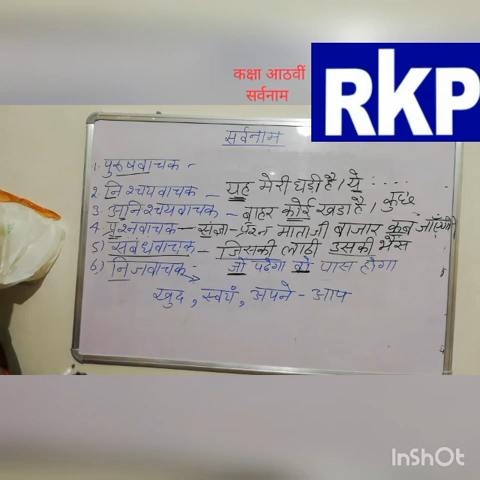 कक्षा आठवीं
सर्वनाम
RKP
सर्वनाम
1. पुरुषवाचक -
2. निश्चयवाचक - यह मेरी घड़ी है। ये ....
3. अनिश्चयवाचक - बाहर कोई खड़ा है। कुछ
4. प्रश्नवाचक - संज्ञा-प्रश्न माताजी बाजार कब जाएंगी
5) संबंधवाचक - जिसकी लाठी उसकी भैंस
6) निजवाचक जो पढेगा वो पास होगा
खुद, स्वयं, अपने-आप
InShOt